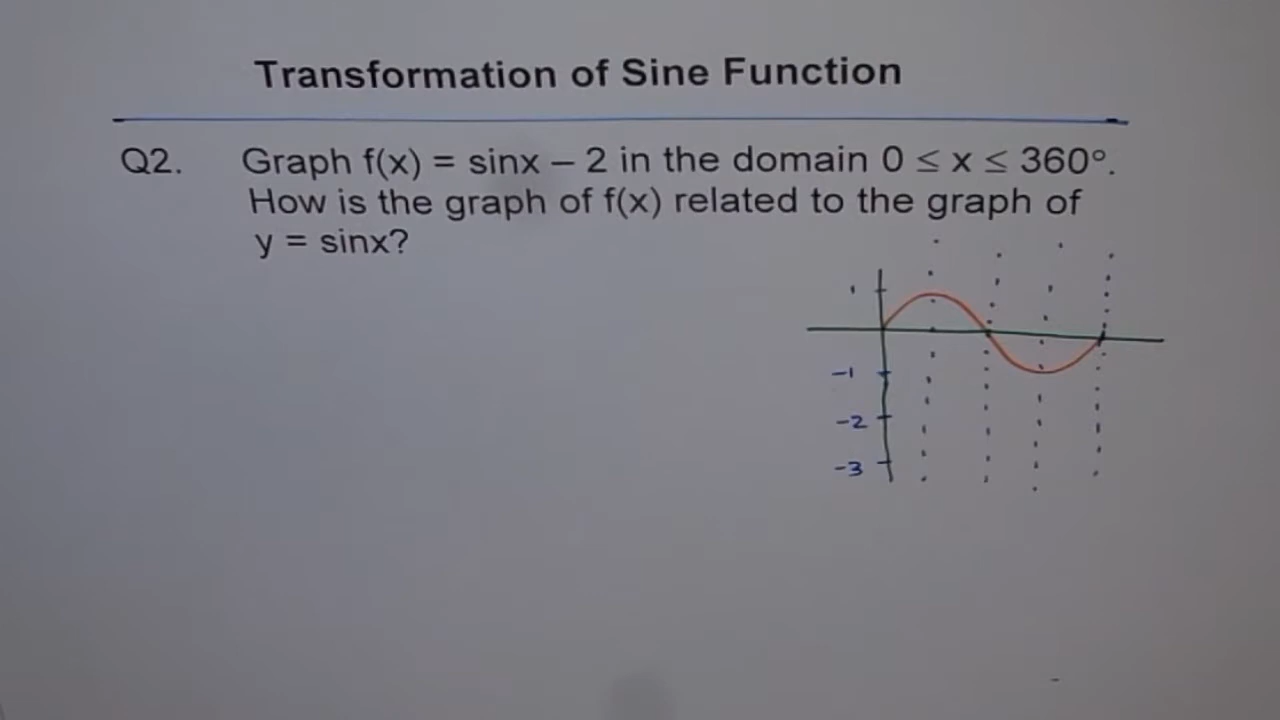 Transformation of Sine Function
Q2. Graph f(x) = sinx – 2 in the domain 0 ≤ x ≤ 360°.
How is the graph of f(x) related to the graph of
y = sinx?
1
-1
-2
-3